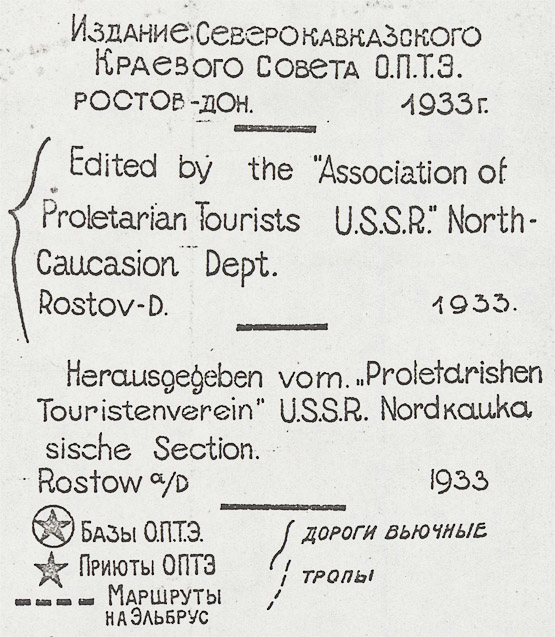 Издание Северокавказского
Краевого Совета О.П.Т.Э.
Ростов-Дон. 1933г.
Edited by the "Association of
Proletarian Tourists U.S.S.R." North-
Caucasion Dept.
Rostov-D. 1933.
Herausgegeben vom. „Proletarishen
Touristenverein" U.S.S.R. Nordkauka
sische Section.
Rostow a/D 1933
Базы О.П.Т.Э.
Приюты ОПТЭ
Маршруты
на Эльбрус
дороги вьючные
тропы